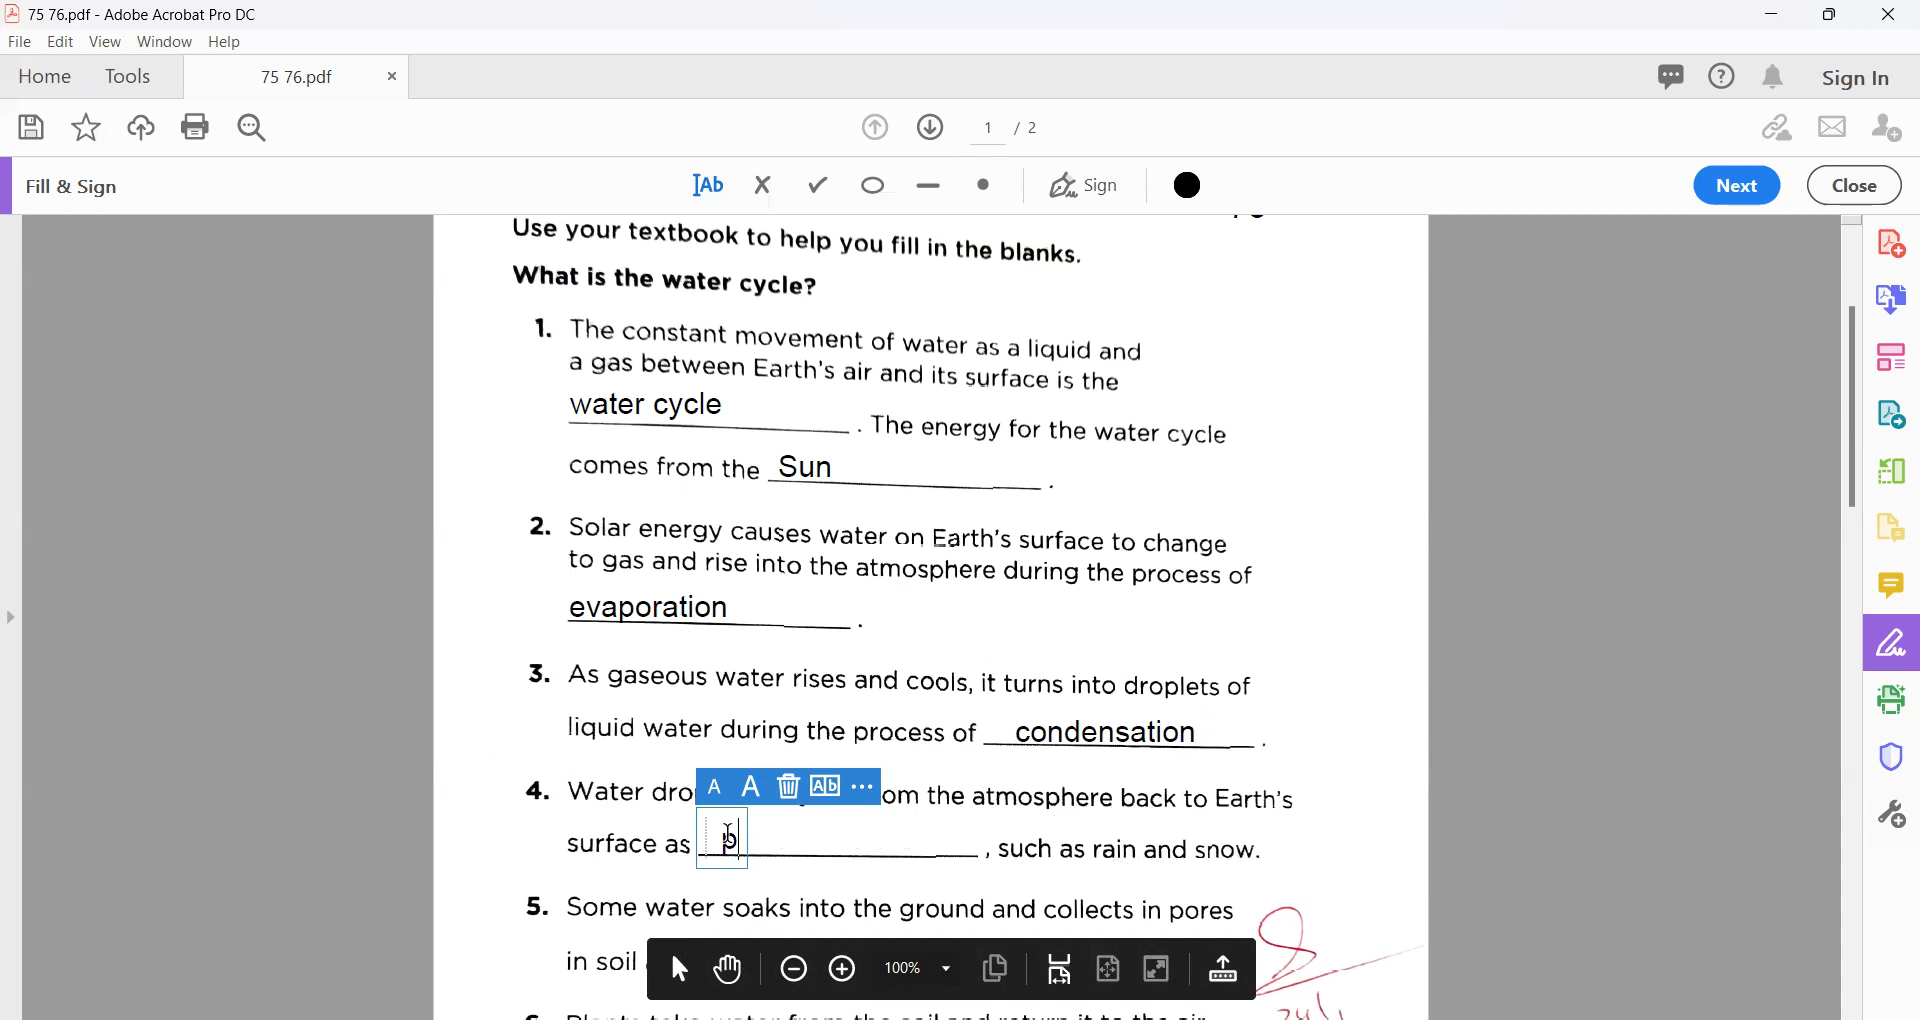 75 76.pdf - Adobe Acrobat Pro DC
File Edit View Window Help
Home Tools 75 76.pdf Sign In
1 / 2
Fill & Sign Ab Sign Next Close
Use your textbook to help you fill in the blanks.
What is the water cycle?
1. The constant movement of water as a liquid and
a gas between Earth's air and its surface is the
water cycle . The energy for the water cycle
comes from the Sun .
2. Solar energy causes water on Earth's surface to change
to gas and rise into the atmosphere during the process of
evaporation .
3. As gaseous water rises and cools, it turns into droplets of
liquid water during the process of condensation .
A A Ab ...
4. Water dro om the atmosphere back to Earth's
surface as p , such as rain and snow.
5. Some water soaks into the ground and collects in pores
in soil
100%